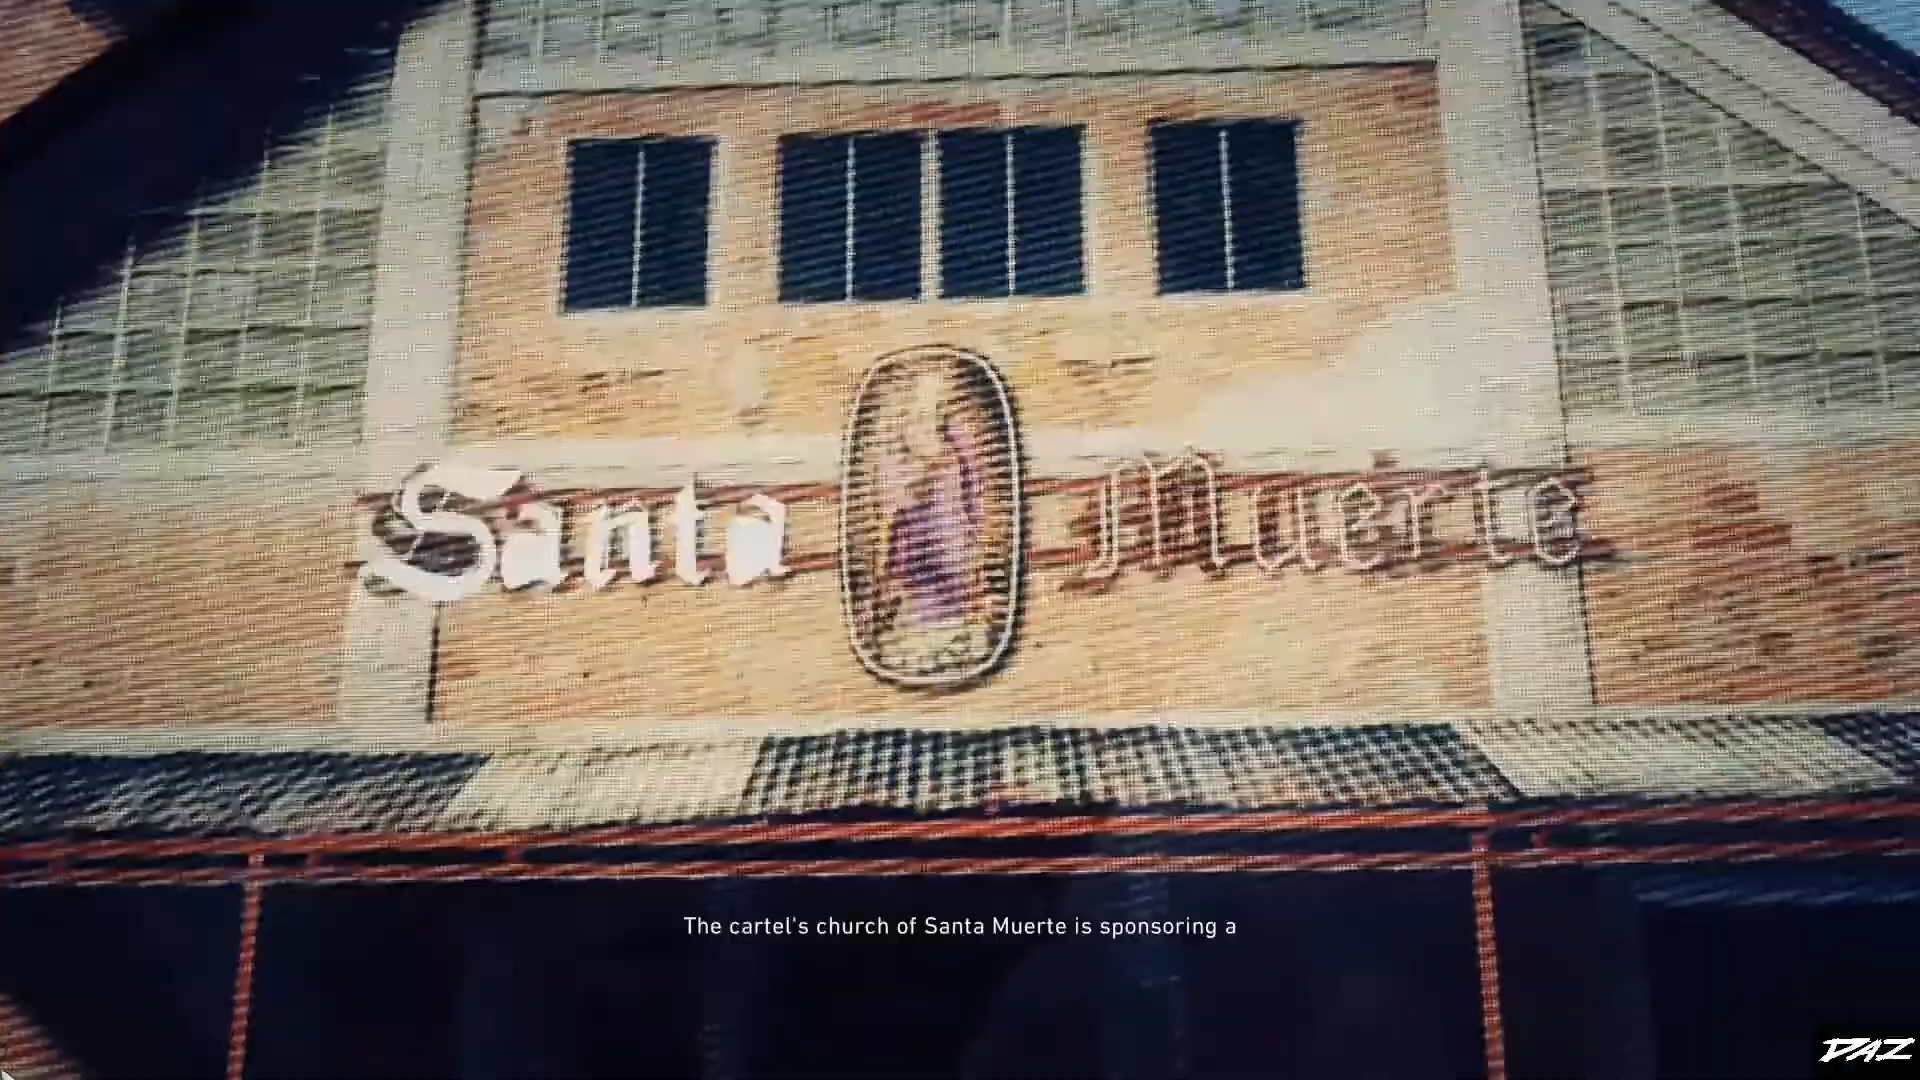 Santa Muerte
The cartel's church of Santa Muerte is sponsoring a
DAZ